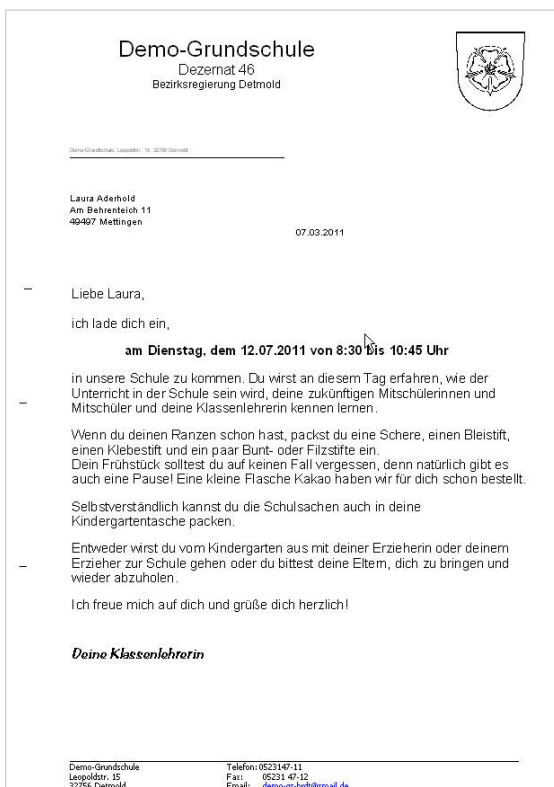 Demo-Grundschule
Dezernat 46
Bezirksregierung Detmold
Demo-Grundschule, Leopoldstr. 15, 32756 Detmold
Laura Aderhold
Am Behrenteich 11
49497 Mettingen
07.03.2011
Liebe Laura,
ich lade dich ein,
am Dienstag, dem 12.07.2011 von 8:30 bis 10:45 Uhr
in unsere Schule zu kommen. Du wirst an diesem Tag erfahren, wie der
Unterricht in der Schule sein wird, deine zukünftigen Mitschülerinnen und
Mitschüler und deine Klassenlehrerin kennen lernen.
Wenn du deinen Ranzen schon hast, packst du eine Schere, einen Bleistift,
einen Klebestift und ein paar Bunt- oder Filzstifte ein.
Dein Frühstück solltest du auf keinen Fall vergessen, denn natürlich gibt es
auch eine Pause! Eine kleine Flasche Kakao haben wir für dich schon bestellt.
Selbstverständlich kannst du die Schulsachen auch in deine
Kindergartentasche packen.
Entweder wirst du vom Kindergarten aus mit deiner Erzieherin oder deinem
Erzieher zur Schule gehen oder du bittest deine Eltern, dich zu bringen und
wieder abzuholen.
Ich freue mich auf dich und grüße dich herzlich!
Deine Klassenlehrerin
Demo-Grundschule Telefon: 0523147-11
Leopoldstr. 15 Fax: 05231 47-12
32756 Detmold Email: